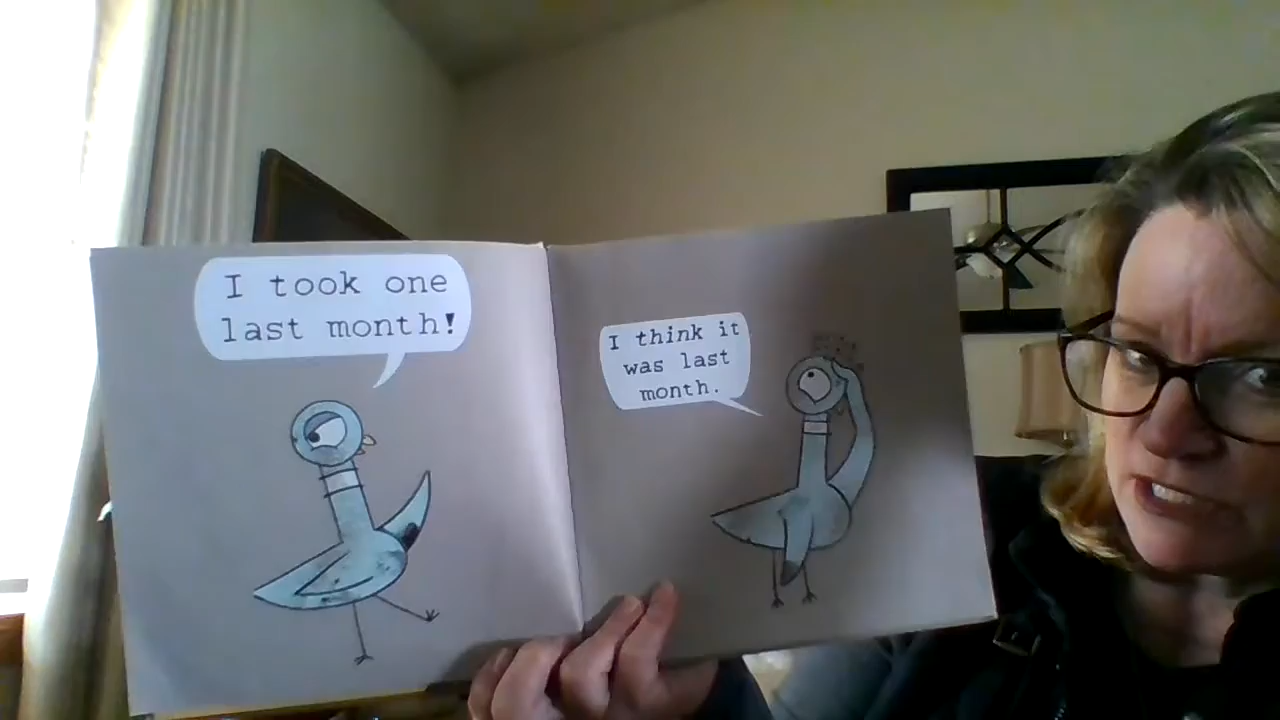 I took one
last month!
I think it
was last
month.